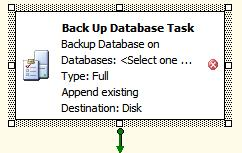 Back Up Database Task
Backup Database on
Databases: <Select one ...
Type: Full
Append existing
Destination: Disk